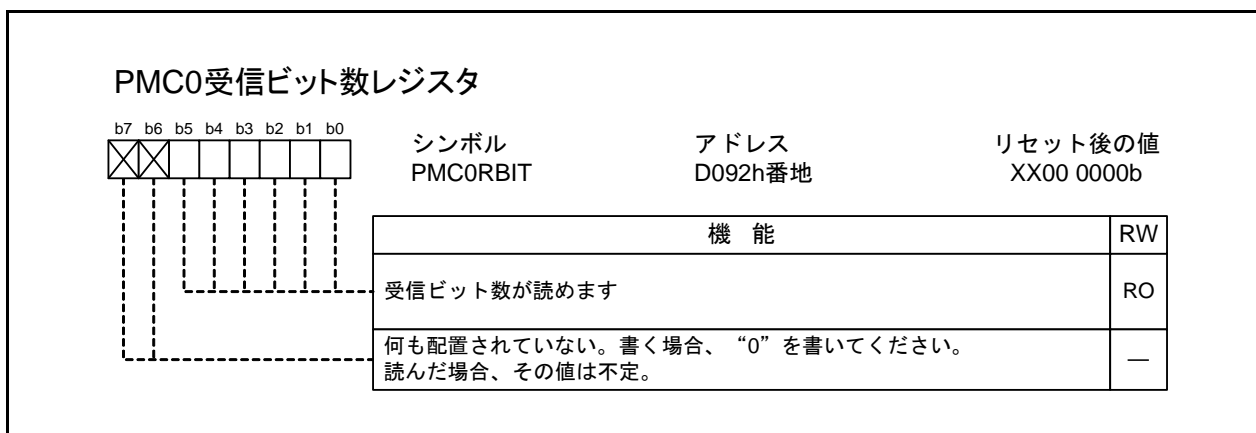 PMC0受信ビット数レジスタ
b7 b6 b5 b4 b3 b2 b1 b0
シンボル アドレス リセット後の値
PMC0RBIT D092h番地 XX00 0000b
機 能 RW
受信ビット数が読めます RO
何も配置されていない。書く場合、“0”を書いてください。
読んだ場合、その値は不定。 —